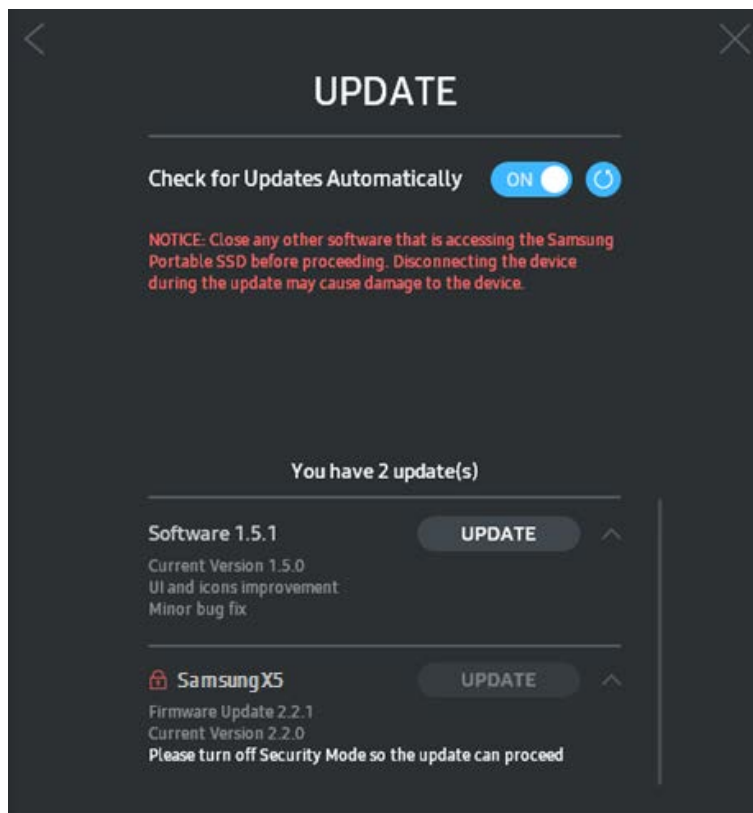 UPDATE
Check for Updates Automatically ON
NOTICE: Close any other software that is accessing the Samsung
Portable SSD before proceeding. Disconnecting the device
during the update may cause damage to the device.
You have 2 update(s)
Software 1.5.1 UPDATE
Current Version 1.5.0
UI and icons improvement
Minor bug fix
Samsung X5 UPDATE
Firmware Update 2.2.1
Current Version 2.2.0
Please turn off Security Mode so the update can proceed